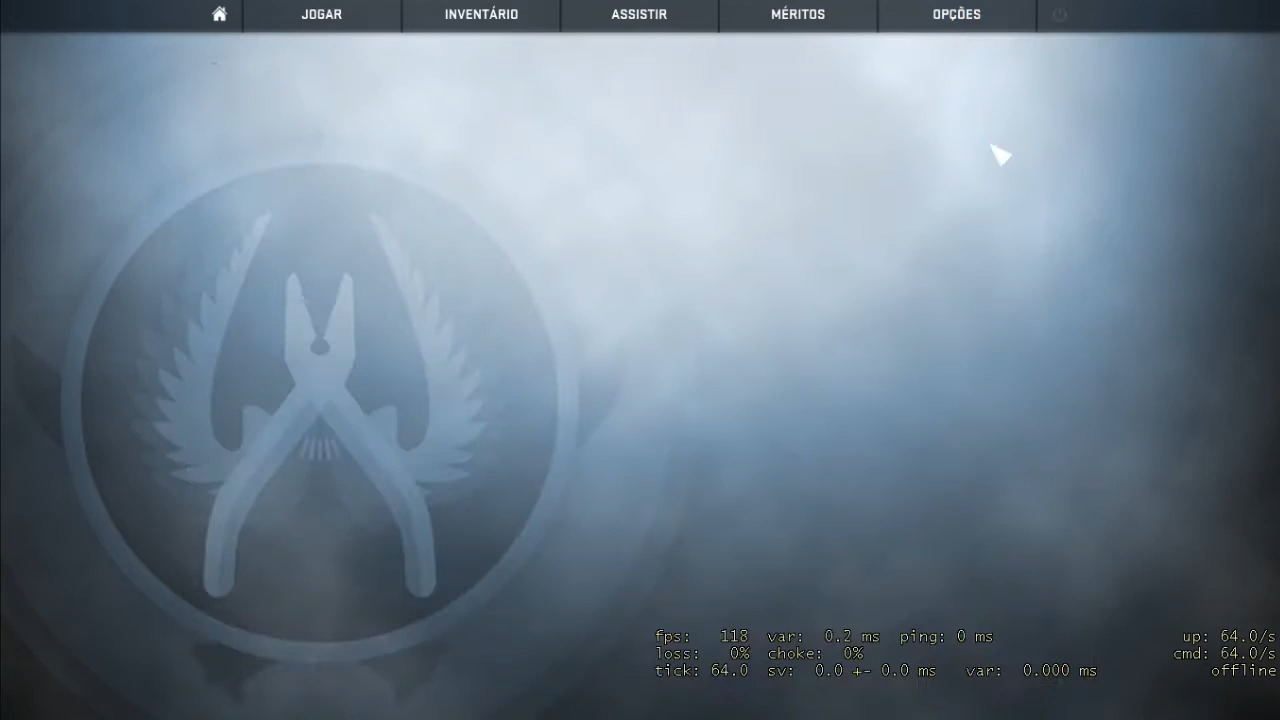 JOGAR INVENTÁRIO ASSISTIR MÉRITOS OPÇÕES
fps: 118 var: 0.2 ms ping: 0 ms up: 64.0/s
loss: 0% choke: 0% cmd: 64.0/s
tick: 64.0 sv: 0.0 +- 0.0 ms var: 0.000 ms offline